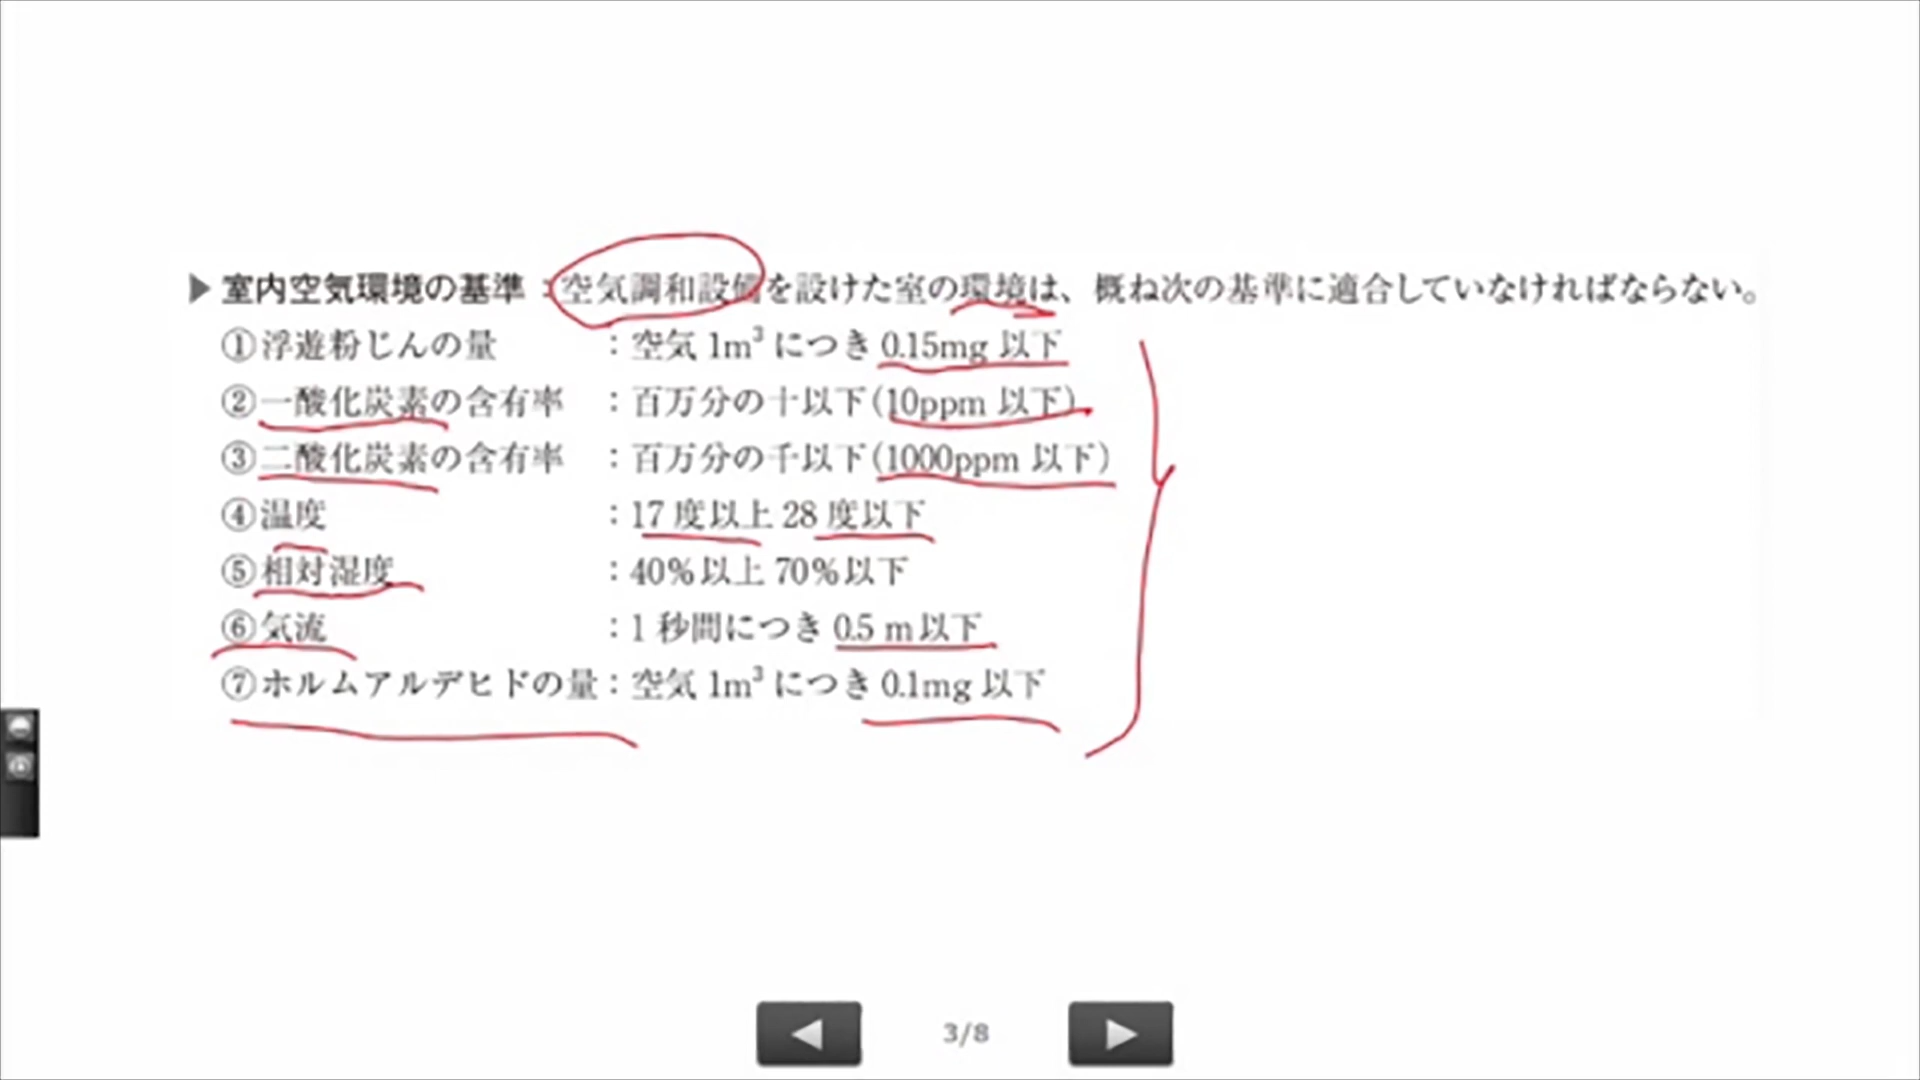 ▶室内空気環境の基準：空気調和設備を設けた室の環境は、概ね次の基準に適合していなければならない。
①浮遊粉じんの量：空気 1m³ につき 0.15mg 以下
②一酸化炭素の含有率：百万分の十以下(10ppm 以下)
③二酸化炭素の含有率：百万分の千以下(1000ppm 以下)
④温度：17 度以上 28 度以下
⑤相対湿度：40%以上 70%以下
⑥気流：1 秒間につき 0.5 m以下
⑦ホルムアルデヒドの量：空気 1m³ につき 0.1mg 以下
3/8